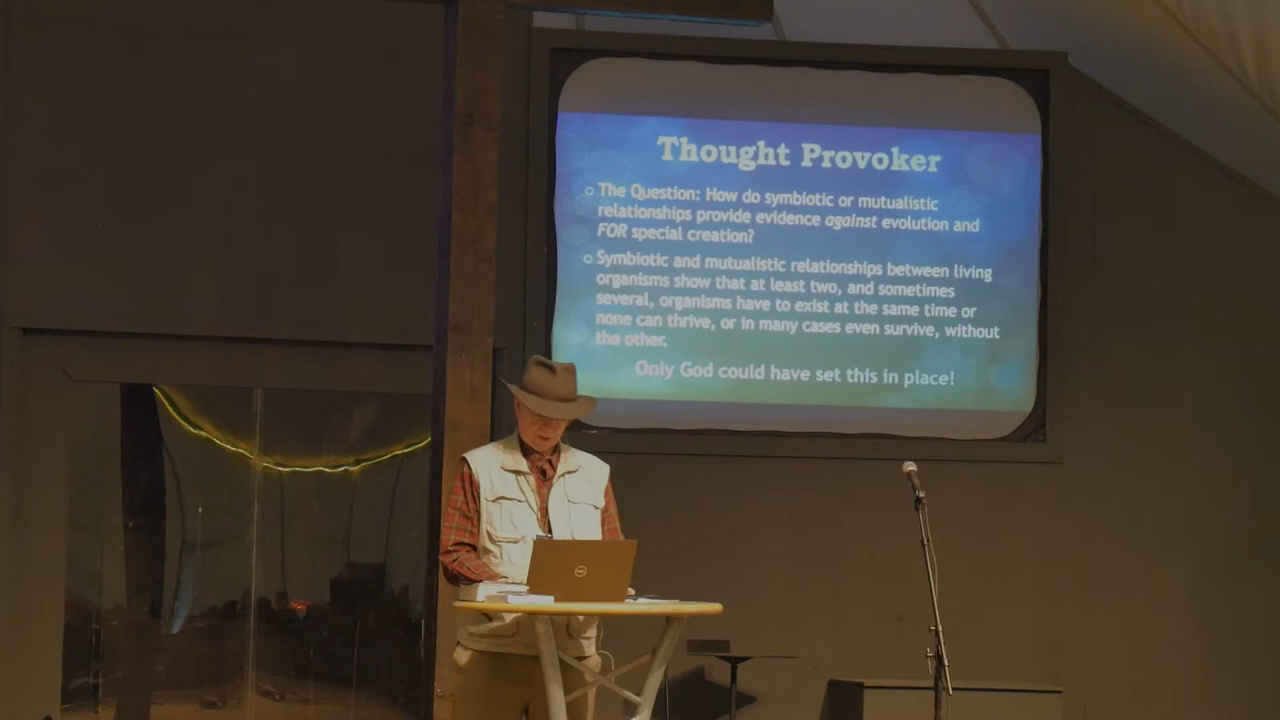 Thought Provoker
The Question: How do symbiotic or mutualistic
relationships provide evidence against evolution and
FOR special creation?
Symbiotic and mutualistic relationships between living
organisms show that at least two, and sometimes
several, organisms have to exist at the same time or
none can thrive, or in many cases even survive, without
the other.
Only God could have set this in place!
DELL